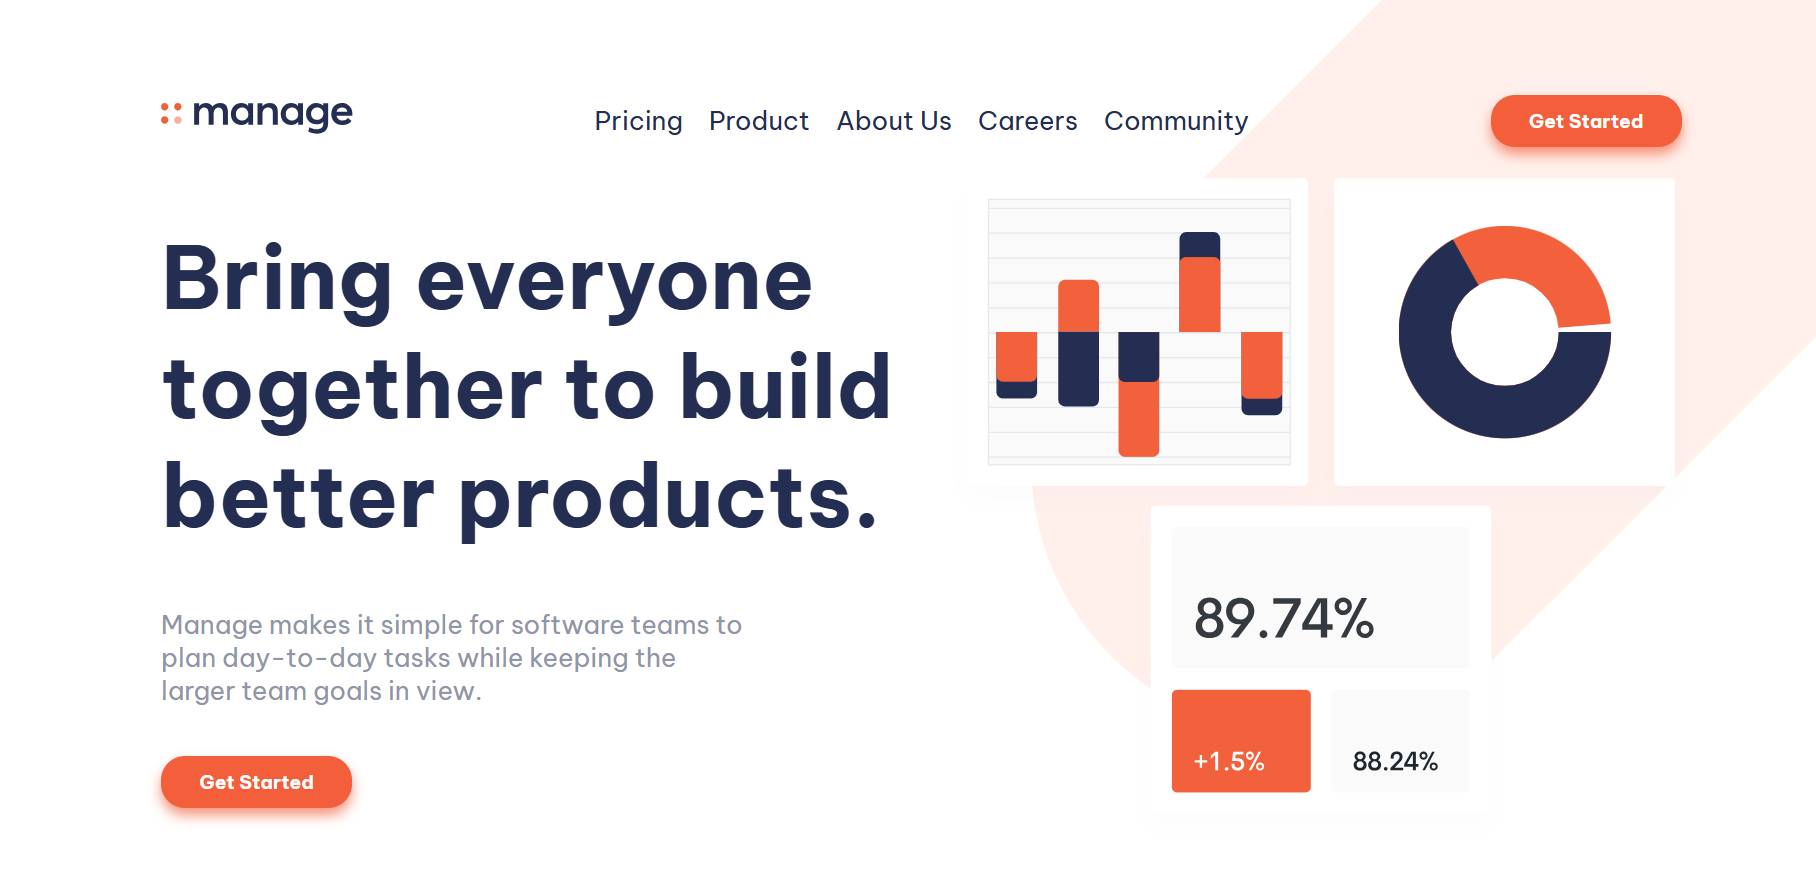 manage
Pricing Product About Us Careers Community
Get Started
Bring everyone
together to build
better products.
Manage makes it simple for software teams to
plan day-to-day tasks while keeping the
larger team goals in view.
Get Started
89.74%
+1.5%
88.24%